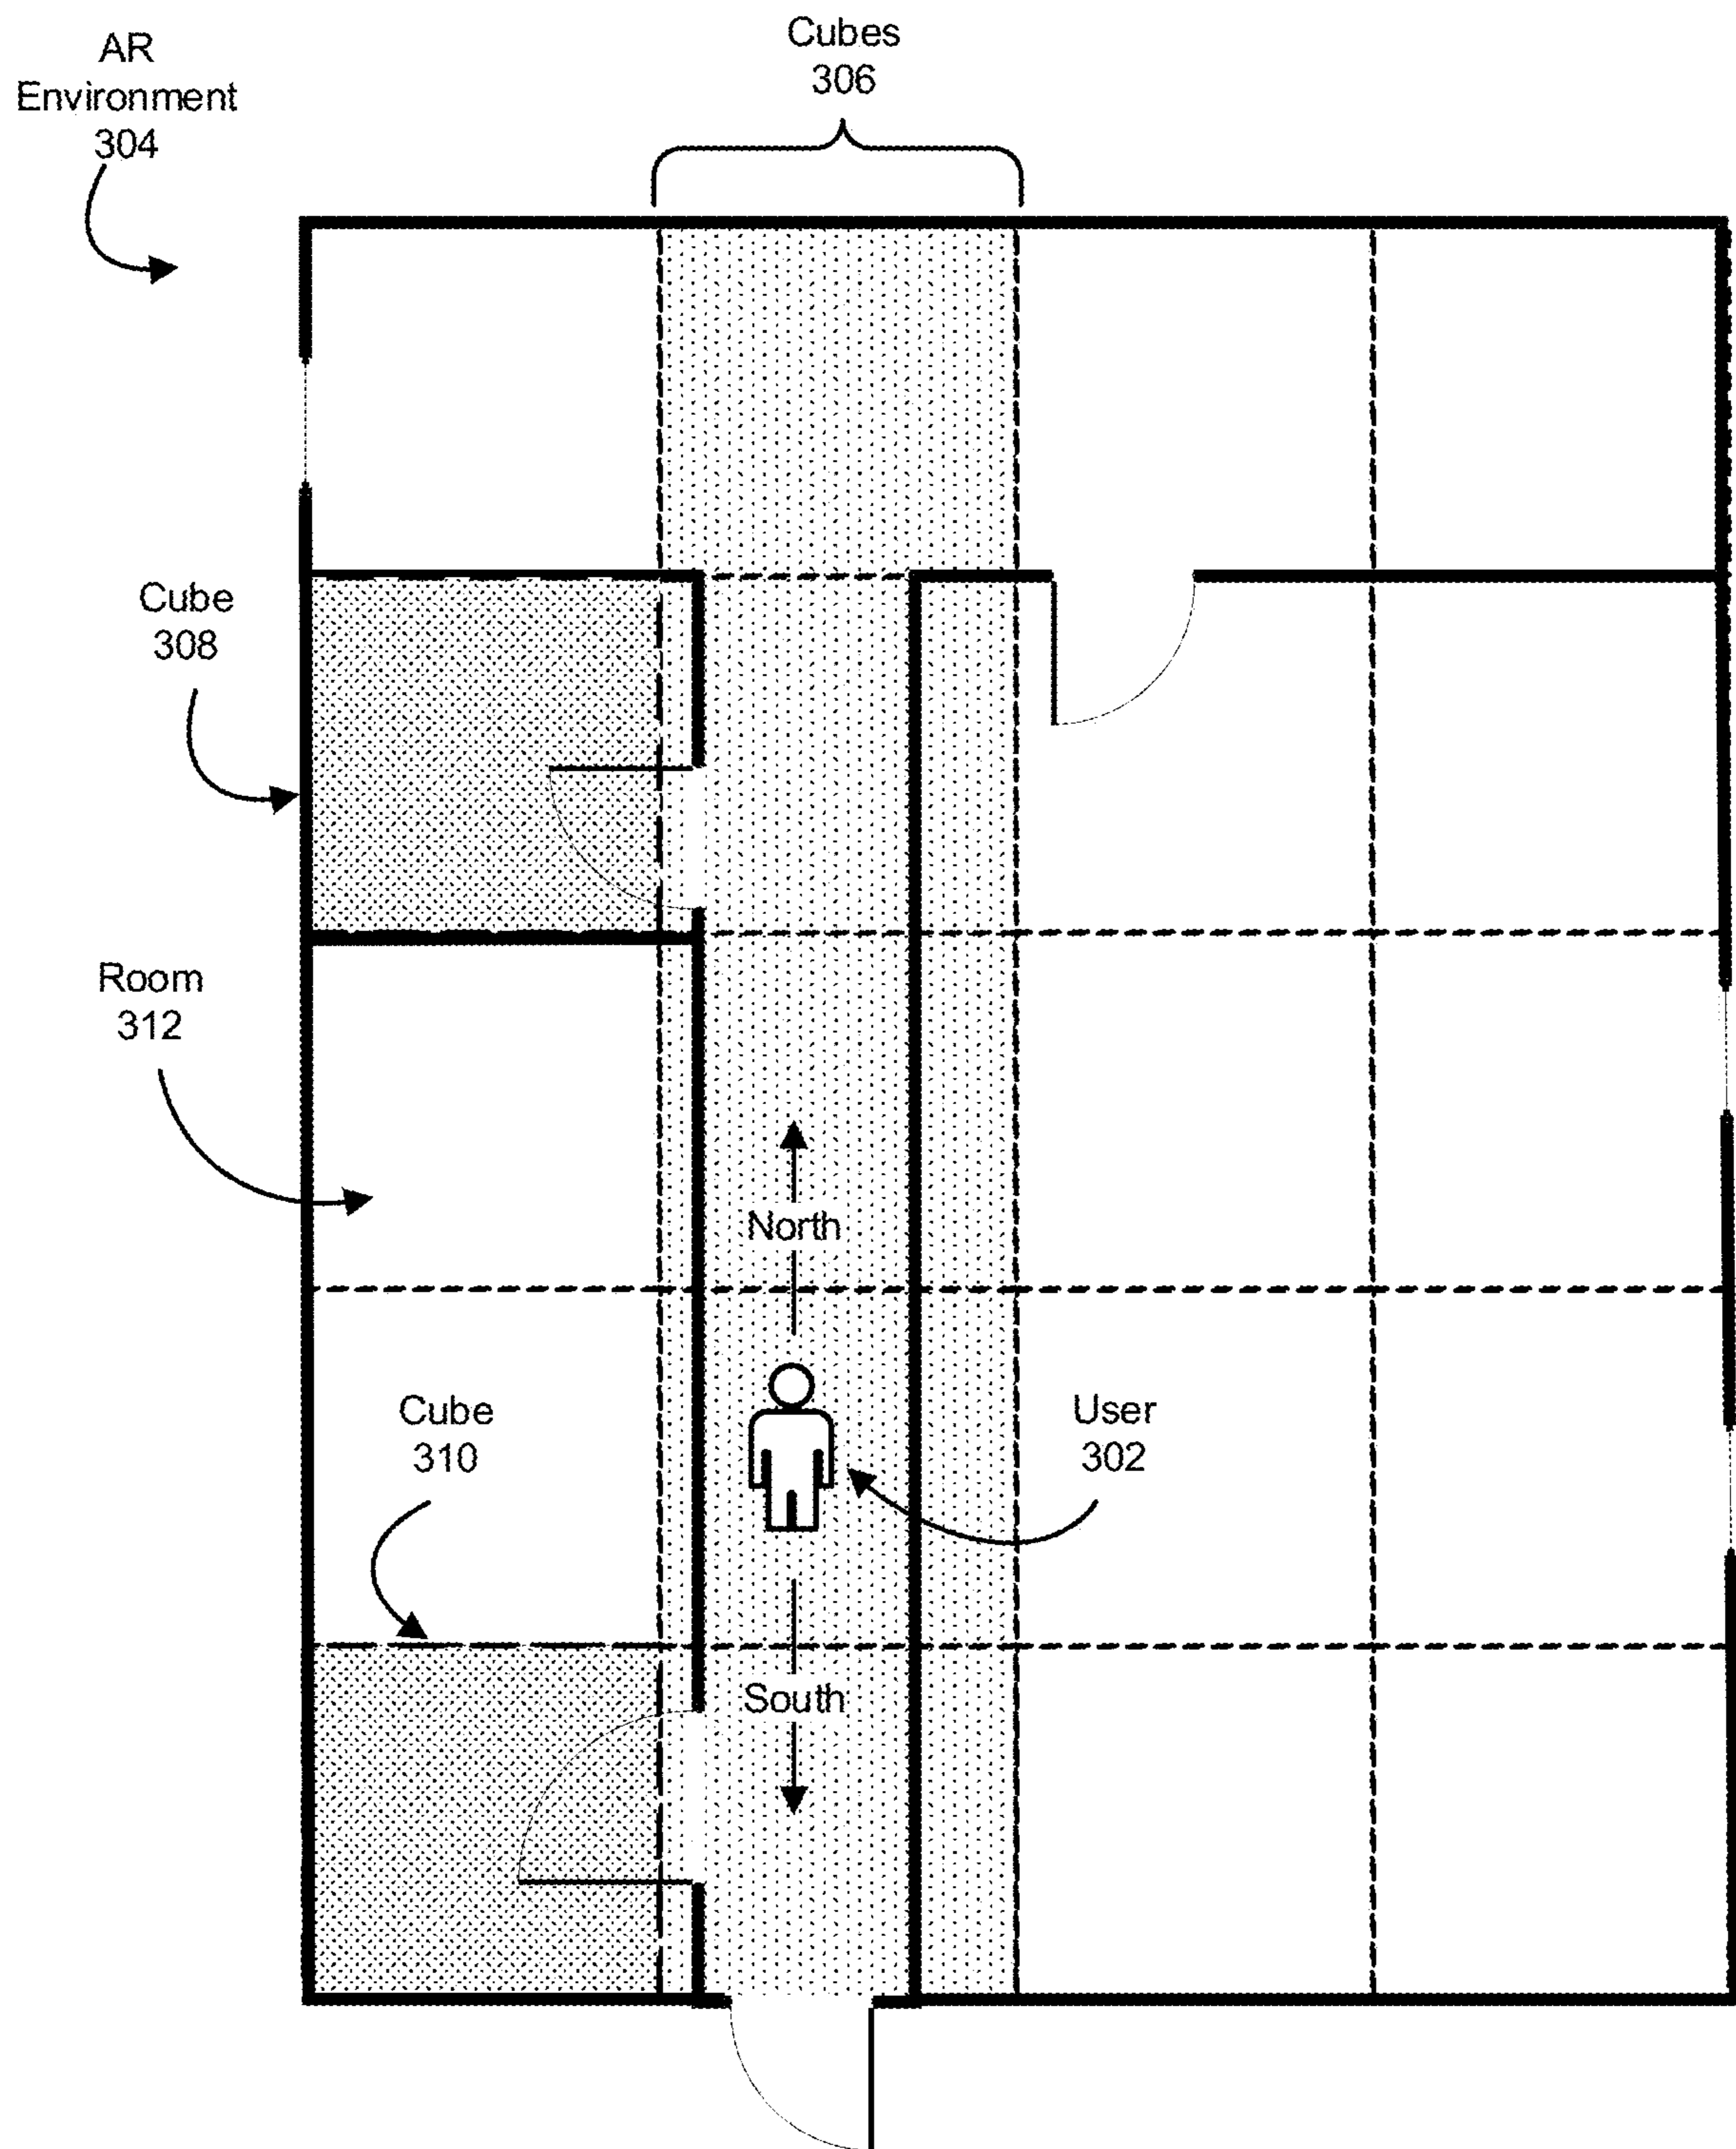 AR
Environment
304
Cubes
306
Cube
308
Room
312
North
Cube
310
User
302
South